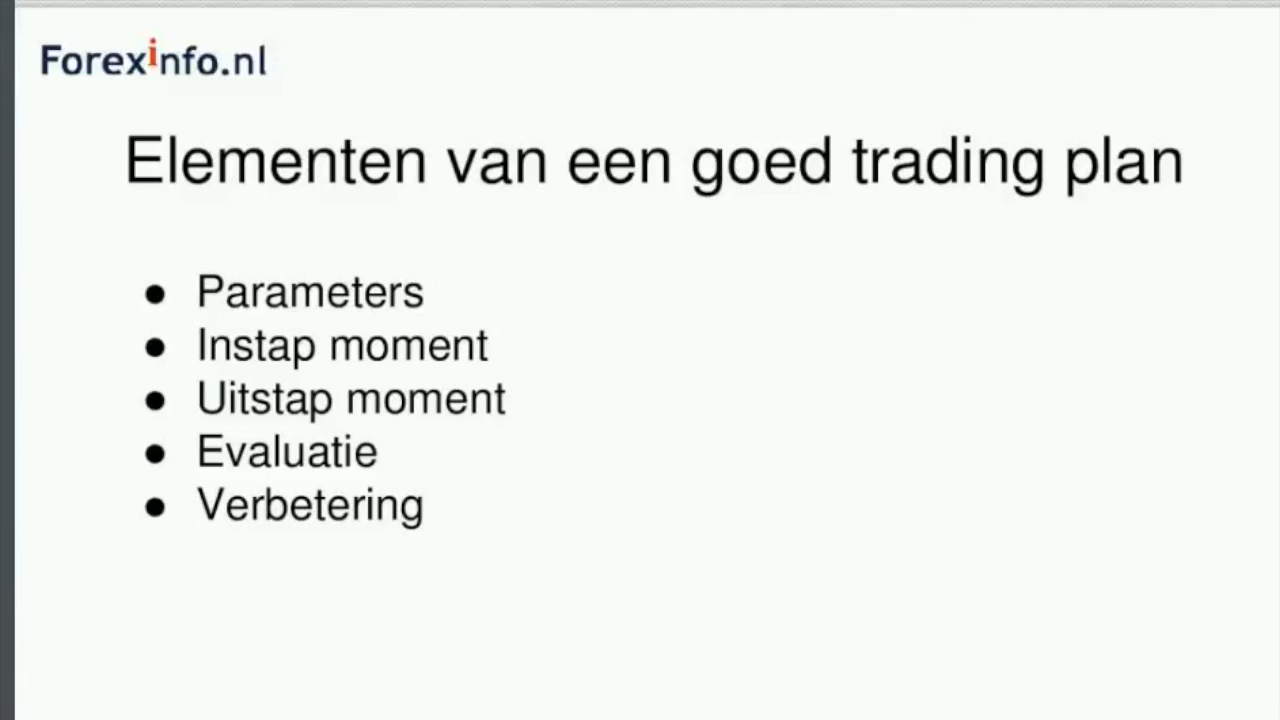 Forexinfo.nl
Elementen van een goed trading plan
● Parameters
● Instap moment
● Uitstap moment
● Evaluatie
● Verbetering